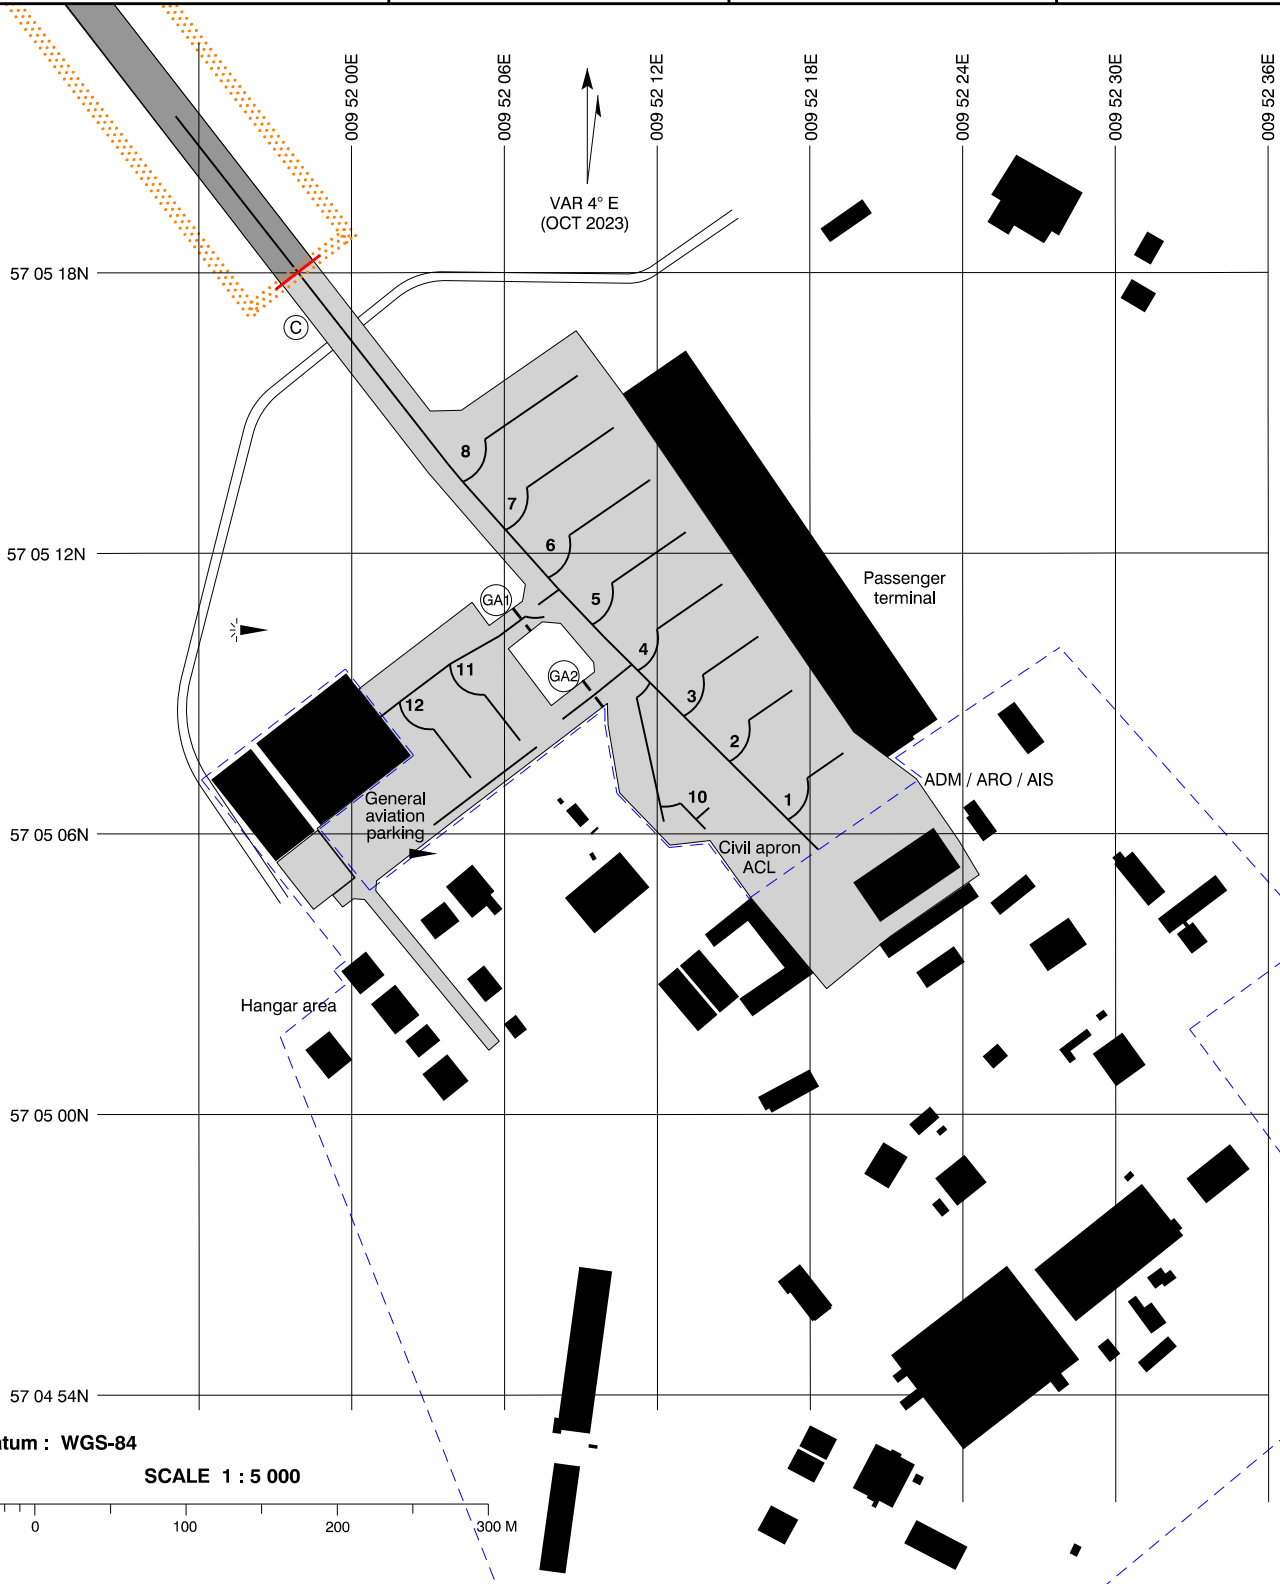 009 52 00E
009 52 06E
009 52 12E
009 52 18E
009 52 24E
009 52 30E
009 52 36E
VAR 4° E
(OCT 2023)
57 05 18N
C
8
7
57 05 12N
6
Passenger
terminal
GA1
5
4
11
GA2
3
12
2
ADM / ARO / AIS
General
aviation
parking
10
1
57 05 06N
Civil apron
ACL
Hangar area
57 05 00N
57 04 54N
tum : WGS-84
SCALE 1 : 5 000
0
100
200
300 M